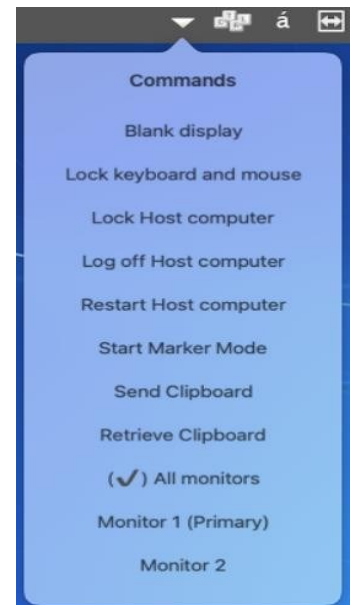 á
Commands
Blank display
Lock keyboard and mouse
Lock Host computer
Log off Host computer
Restart Host computer
Start Marker Mode
Send Clipboard
Retrieve Clipboard
(✓) All monitors
Monitor 1 (Primary)
Monitor 2